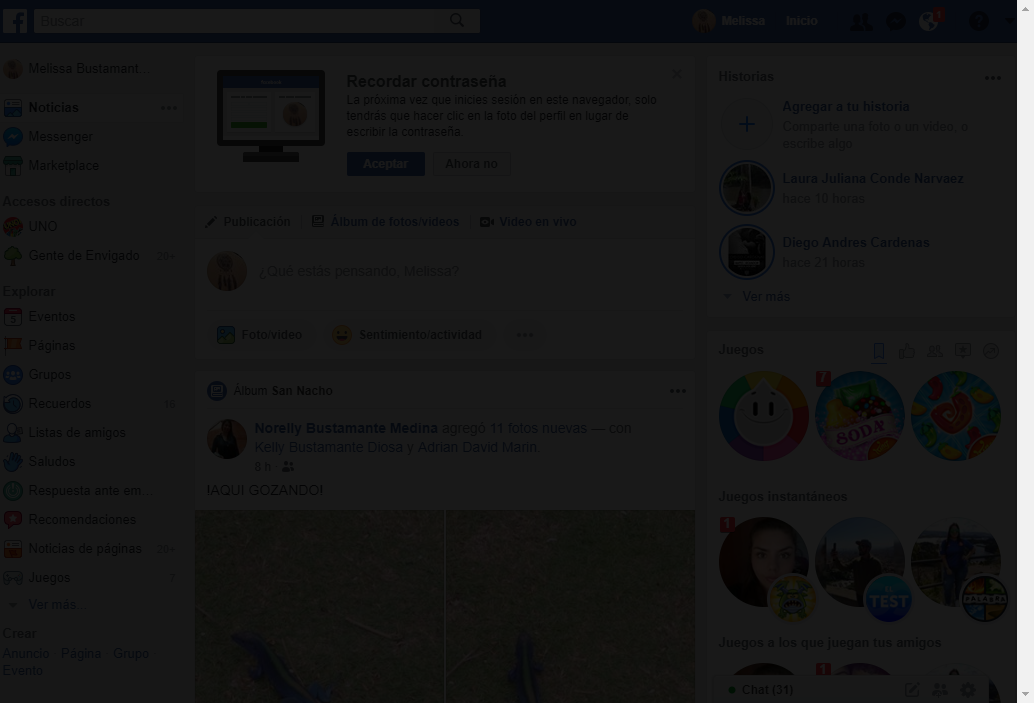 Buscar
Melissa
Inicio
Melissa Bustamant...
Noticias
Messenger
Marketplace
Accesos directos
UNO
Gente de Envigado 20+
Explorar
Eventos
Páginas
Grupos
Recuerdos
Listas de amigos
Saludos
Respuesta ante em...
Recomendaciones
Noticias de páginas 20+
Juegos
Ver más...
Crear
Anuncio Página Grupo
Evento
Recordar contraseña
La próxima vez que inicies sesión en este navegador, solo
tendrás que hacer clic en la foto del perfil en lugar de
escribir la contraseña.
Aceptar
Ahora no
Publicación
Álbum de fotos/videos
Video en vivo
¿Qué estás pensando, Melissa?
Foto/video
Sentimiento/actividad
Álbum San Nacho
Norelly Bustamante Medina agregó 11 fotos nuevas — con
Kelly Bustamante Diosa y Adrian David Marin.
8 h
!AQUI GOZANDO!
Historias
Agregar a tu historia
Comparte una foto o un video, o
escribe algo
Laura Juliana Conde Narvaez
Diego Andres Cardenas
hace 21 horas
Ver más
Juegos
7
SODA
Juegos instantáneos
1
TEST
Juegos a los que juegan tus amigos
1
Chat (31)